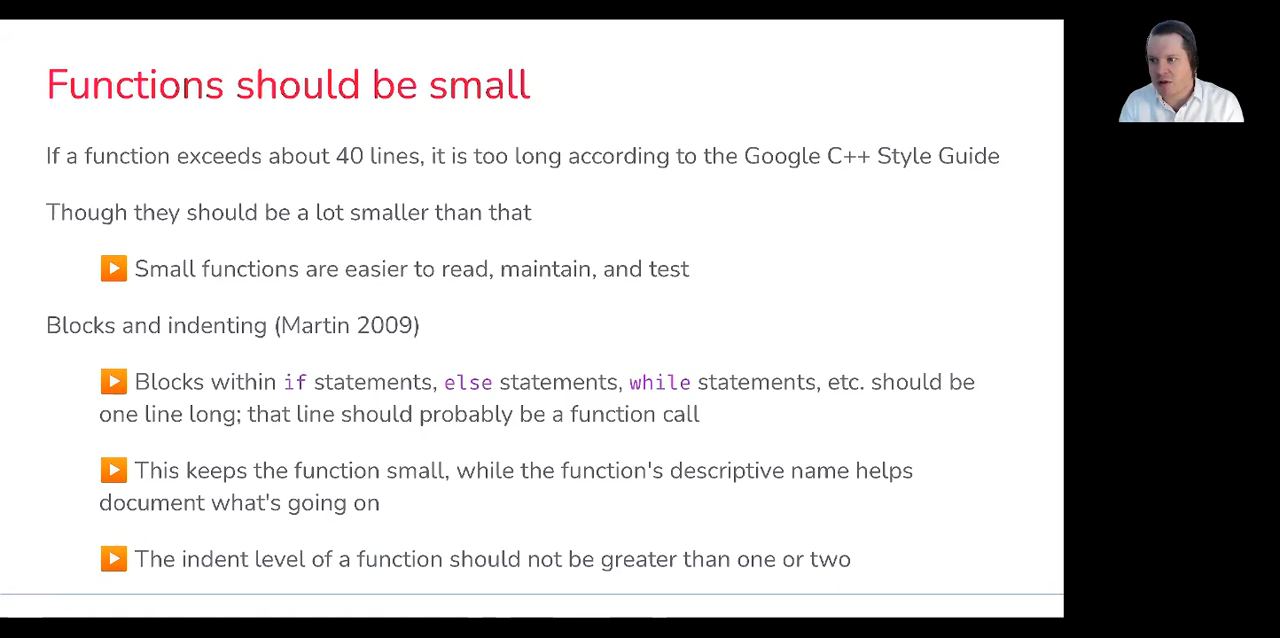 Functions should be small
If a function exceeds about 40 lines, it is too long according to the Google C++ Style Guide
Though they should be a lot smaller than that
Small functions are easier to read, maintain, and test
Blocks and indenting (Martin 2009)
Blocks within if statements, else statements, while statements, etc. should be
one line long; that line should probably be a function call
This keeps the function small, while the function's descriptive name helps
document what's going on
The indent level of a function should not be greater than one or two